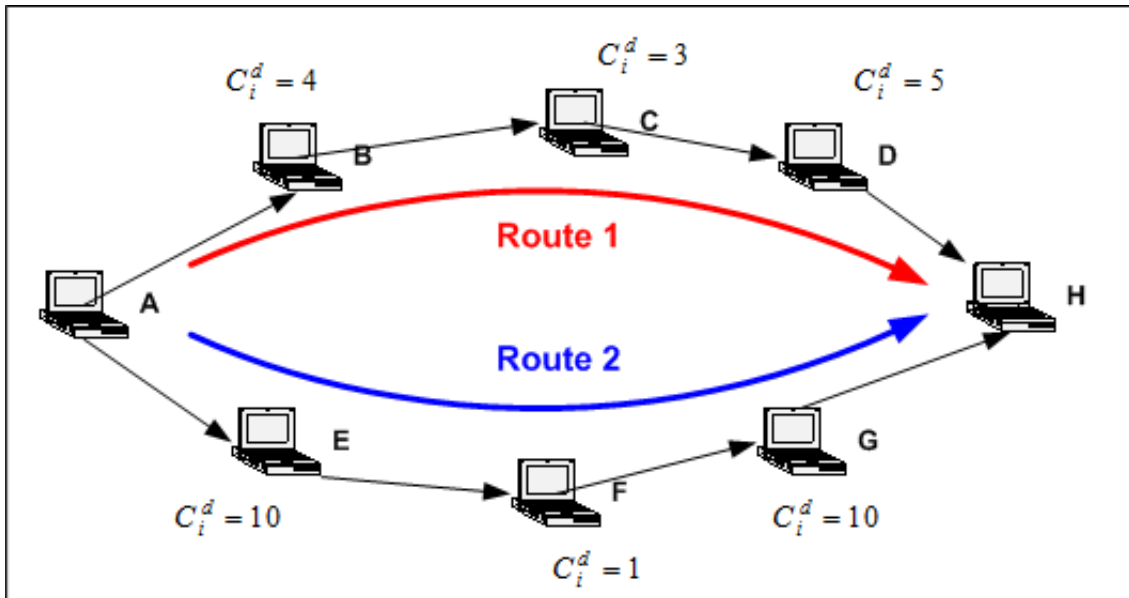 $C_i^d = 3$
$C_i^d = 4$
$C_i^d = 5$
B
C
D
Route 1
A
H
Route 2
E
F
G
$C_i^d = 10$
$C_i^d = 10$
$C_i^d = 1$